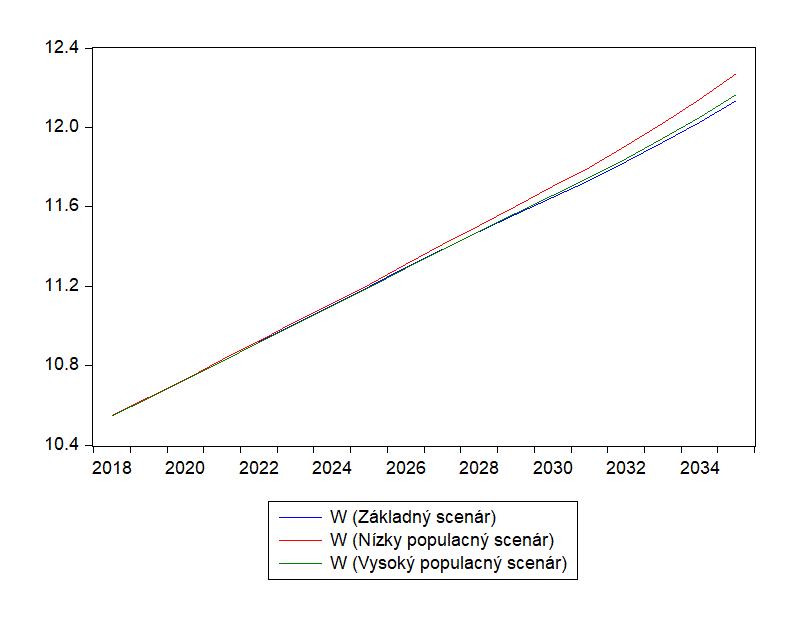 12.4
12.0
11.6
11.2
10.8
10.4
2018 2020 2022 2024 2026 2028 2030 2032 2034
W (Základný scenár)
W (Nízky populacný scenár)
W (Vysoký populacný scenár)